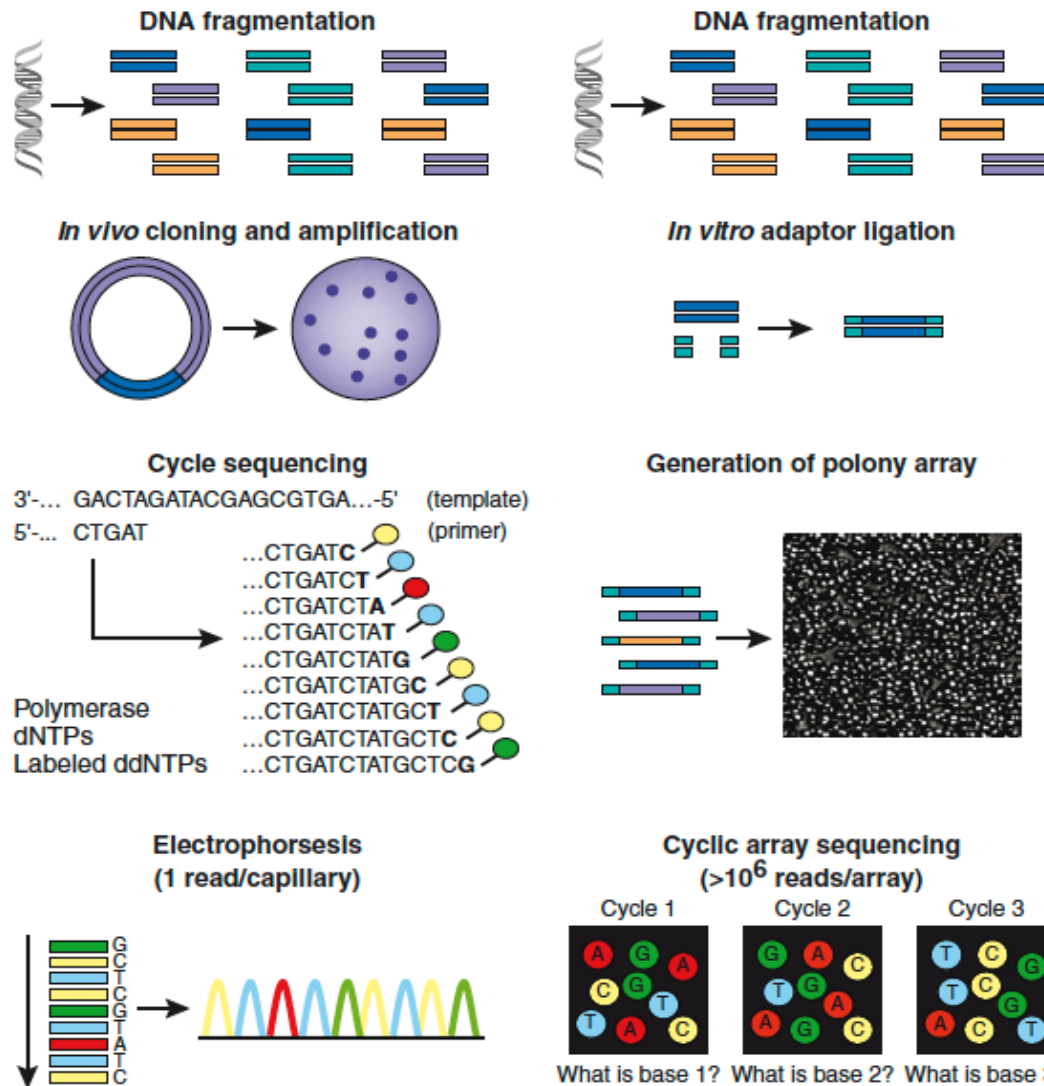 DNA fragmentation
In vivo cloning and amplification
Cycle sequencing
3'-... GACTAGATACGAGCGTGA...-5' (template)
5'-... CTGAT (primer)
...CTGATC
...CTGATCT
...CTGATCTA
...CTGATCTAT
...CTGATCTATG
...CTGATCTATGC
...CTGATCTATGCT
...CTGATCTATGCTC
...CTGATCTATGCTCG
Polymerase
dNTPs
Labeled ddNTPs
Electrophorsesis
(1 read/capillary)
G
C
T
C
G
T
A
T
C
DNA fragmentation
In vitro adaptor ligation
Generation of polony array
Cyclic array sequencing
(>10⁶ reads/array)
Cycle 1
A G A
C G T
T A C
What is base 1?
Cycle 2
G A C
T G A
A G C
What is base 2?
Cycle 3
T C G
T C G
A C T
What is base